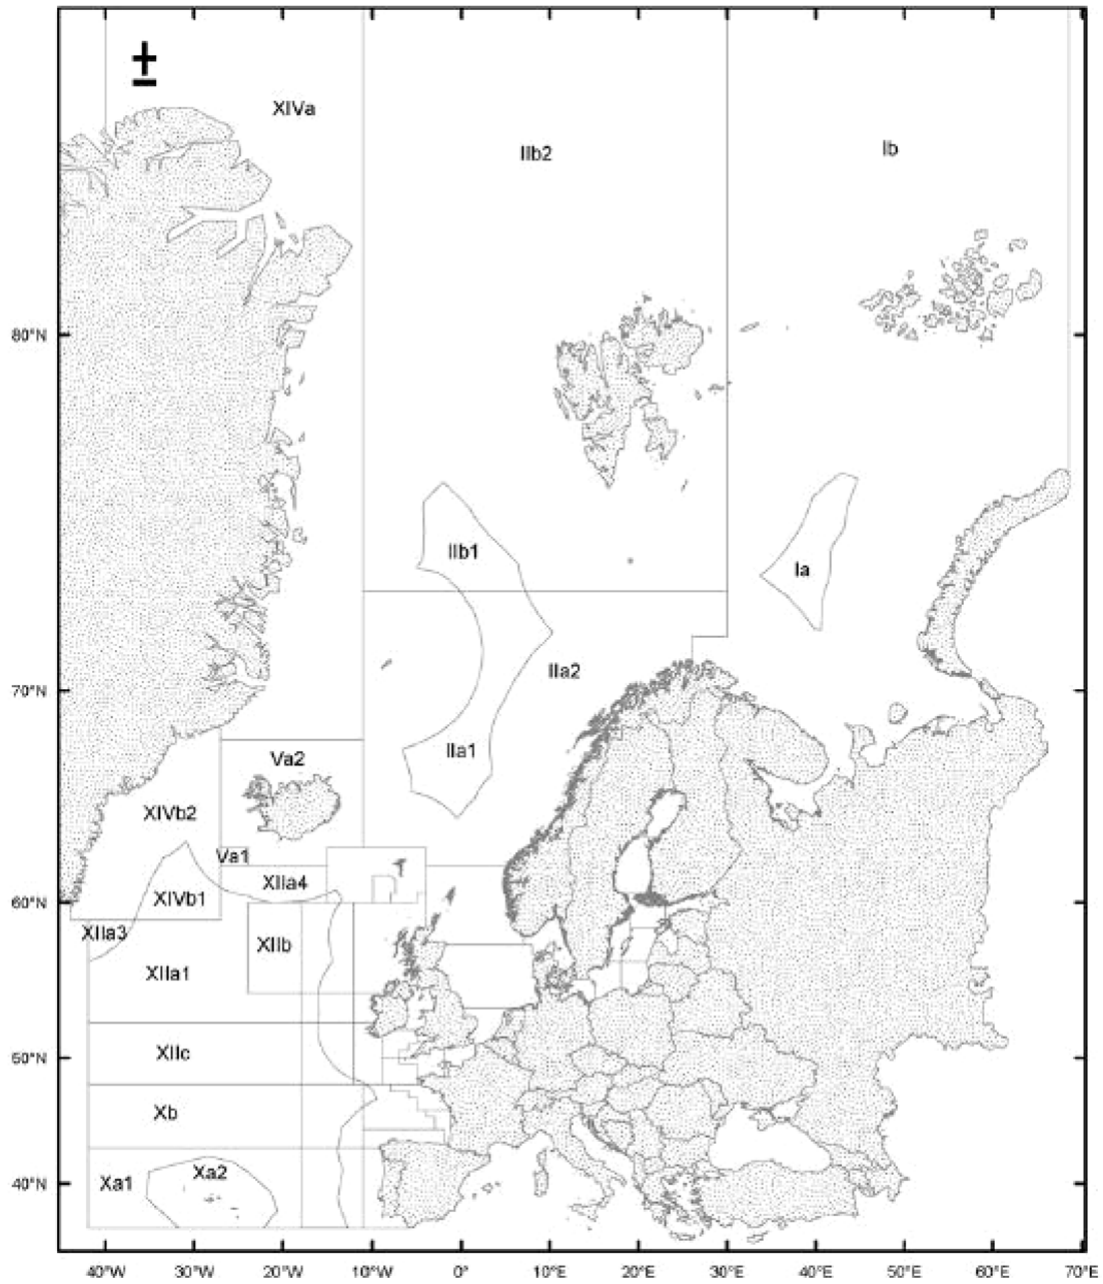 XIVa
IIb2
Ib
80°N
IIb1
Ia
IIa2
70°N
IIa1
Va2
XIVb2
Va1
XIIa4
XIVb1
60°N
XIIa3
XIIb
XIIa1
XIIc
50°N
Xb
Xa2
Xa1
40°N
40°W 30°W 20°W 10°W 0° 10°E 20°E 30°E 40°E 50°E 60°E 70°E